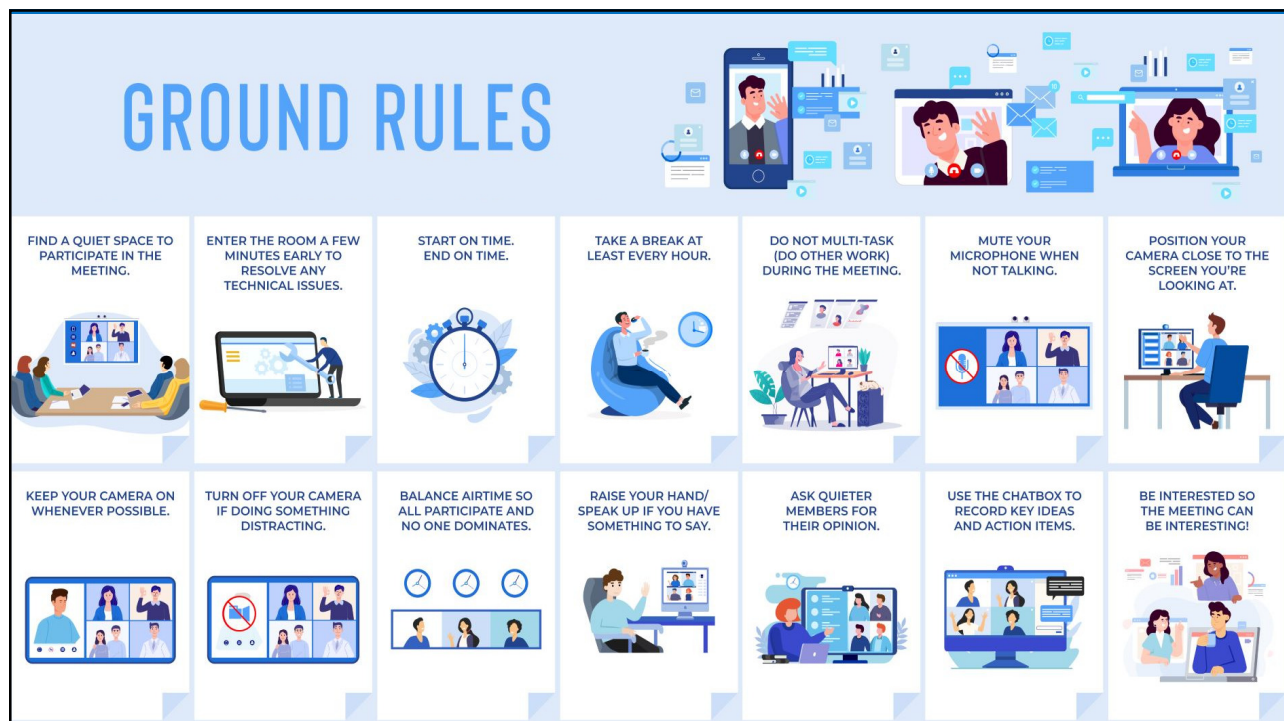 GROUND RULES
FIND A QUIET SPACE TO
PARTICIPATE IN THE
MEETING.
ENTER THE ROOM A FEW
MINUTES EARLY TO
RESOLVE ANY
TECHNICAL ISSUES.
START ON TIME.
END ON TIME.
TAKE A BREAK AT
LEAST EVERY HOUR.
DO NOT MULTI-TASK
(DO OTHER WORK)
DURING THE MEETING.
MUTE YOUR
MICROPHONE WHEN
NOT TALKING.
POSITION YOUR
CAMERA CLOSE TO THE
SCREEN YOU'RE
LOOKING AT.
KEEP YOUR CAMERA ON
WHENEVER POSSIBLE.
TURN OFF YOUR CAMERA
IF DOING SOMETHING
DISTRACTING.
BALANCE AIRTIME SO
ALL PARTICIPATE AND
NO ONE DOMINATES.
RAISE YOUR HAND/
SPEAK UP IF YOU HAVE
SOMETHING TO SAY.
ASK QUIETER
MEMBERS FOR
THEIR OPINION.
USE THE CHATBOX TO
RECORD KEY IDEAS
AND ACTION ITEMS.
BE INTERESTED SO
THE MEETING CAN
BE INTERESTING!